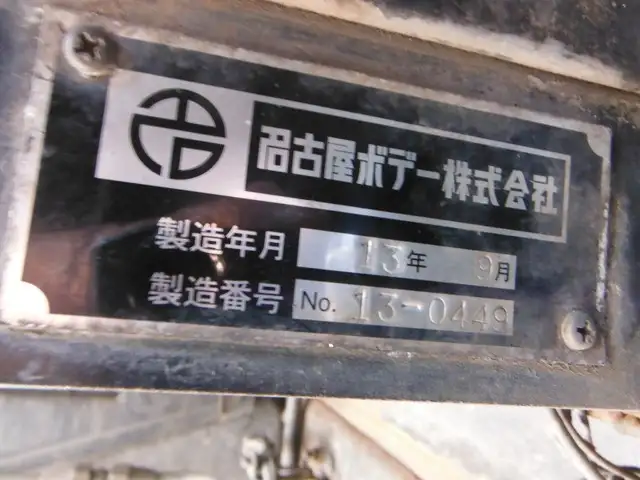 名古屋ボデー株式会社
製造年月 13年 9月
製造番号 No. 13-0449